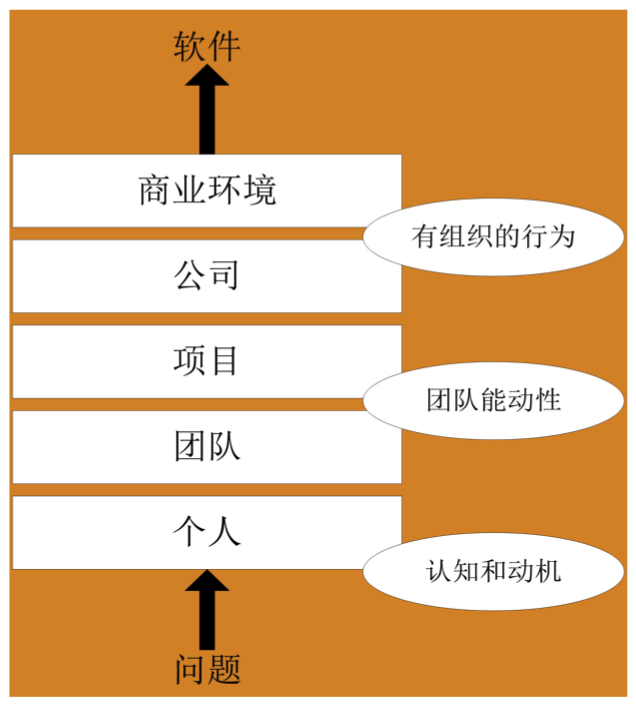 软件
商业环境
有组织的行为
公司
项目
团队能动性
团队
个人
认知和动机
问题